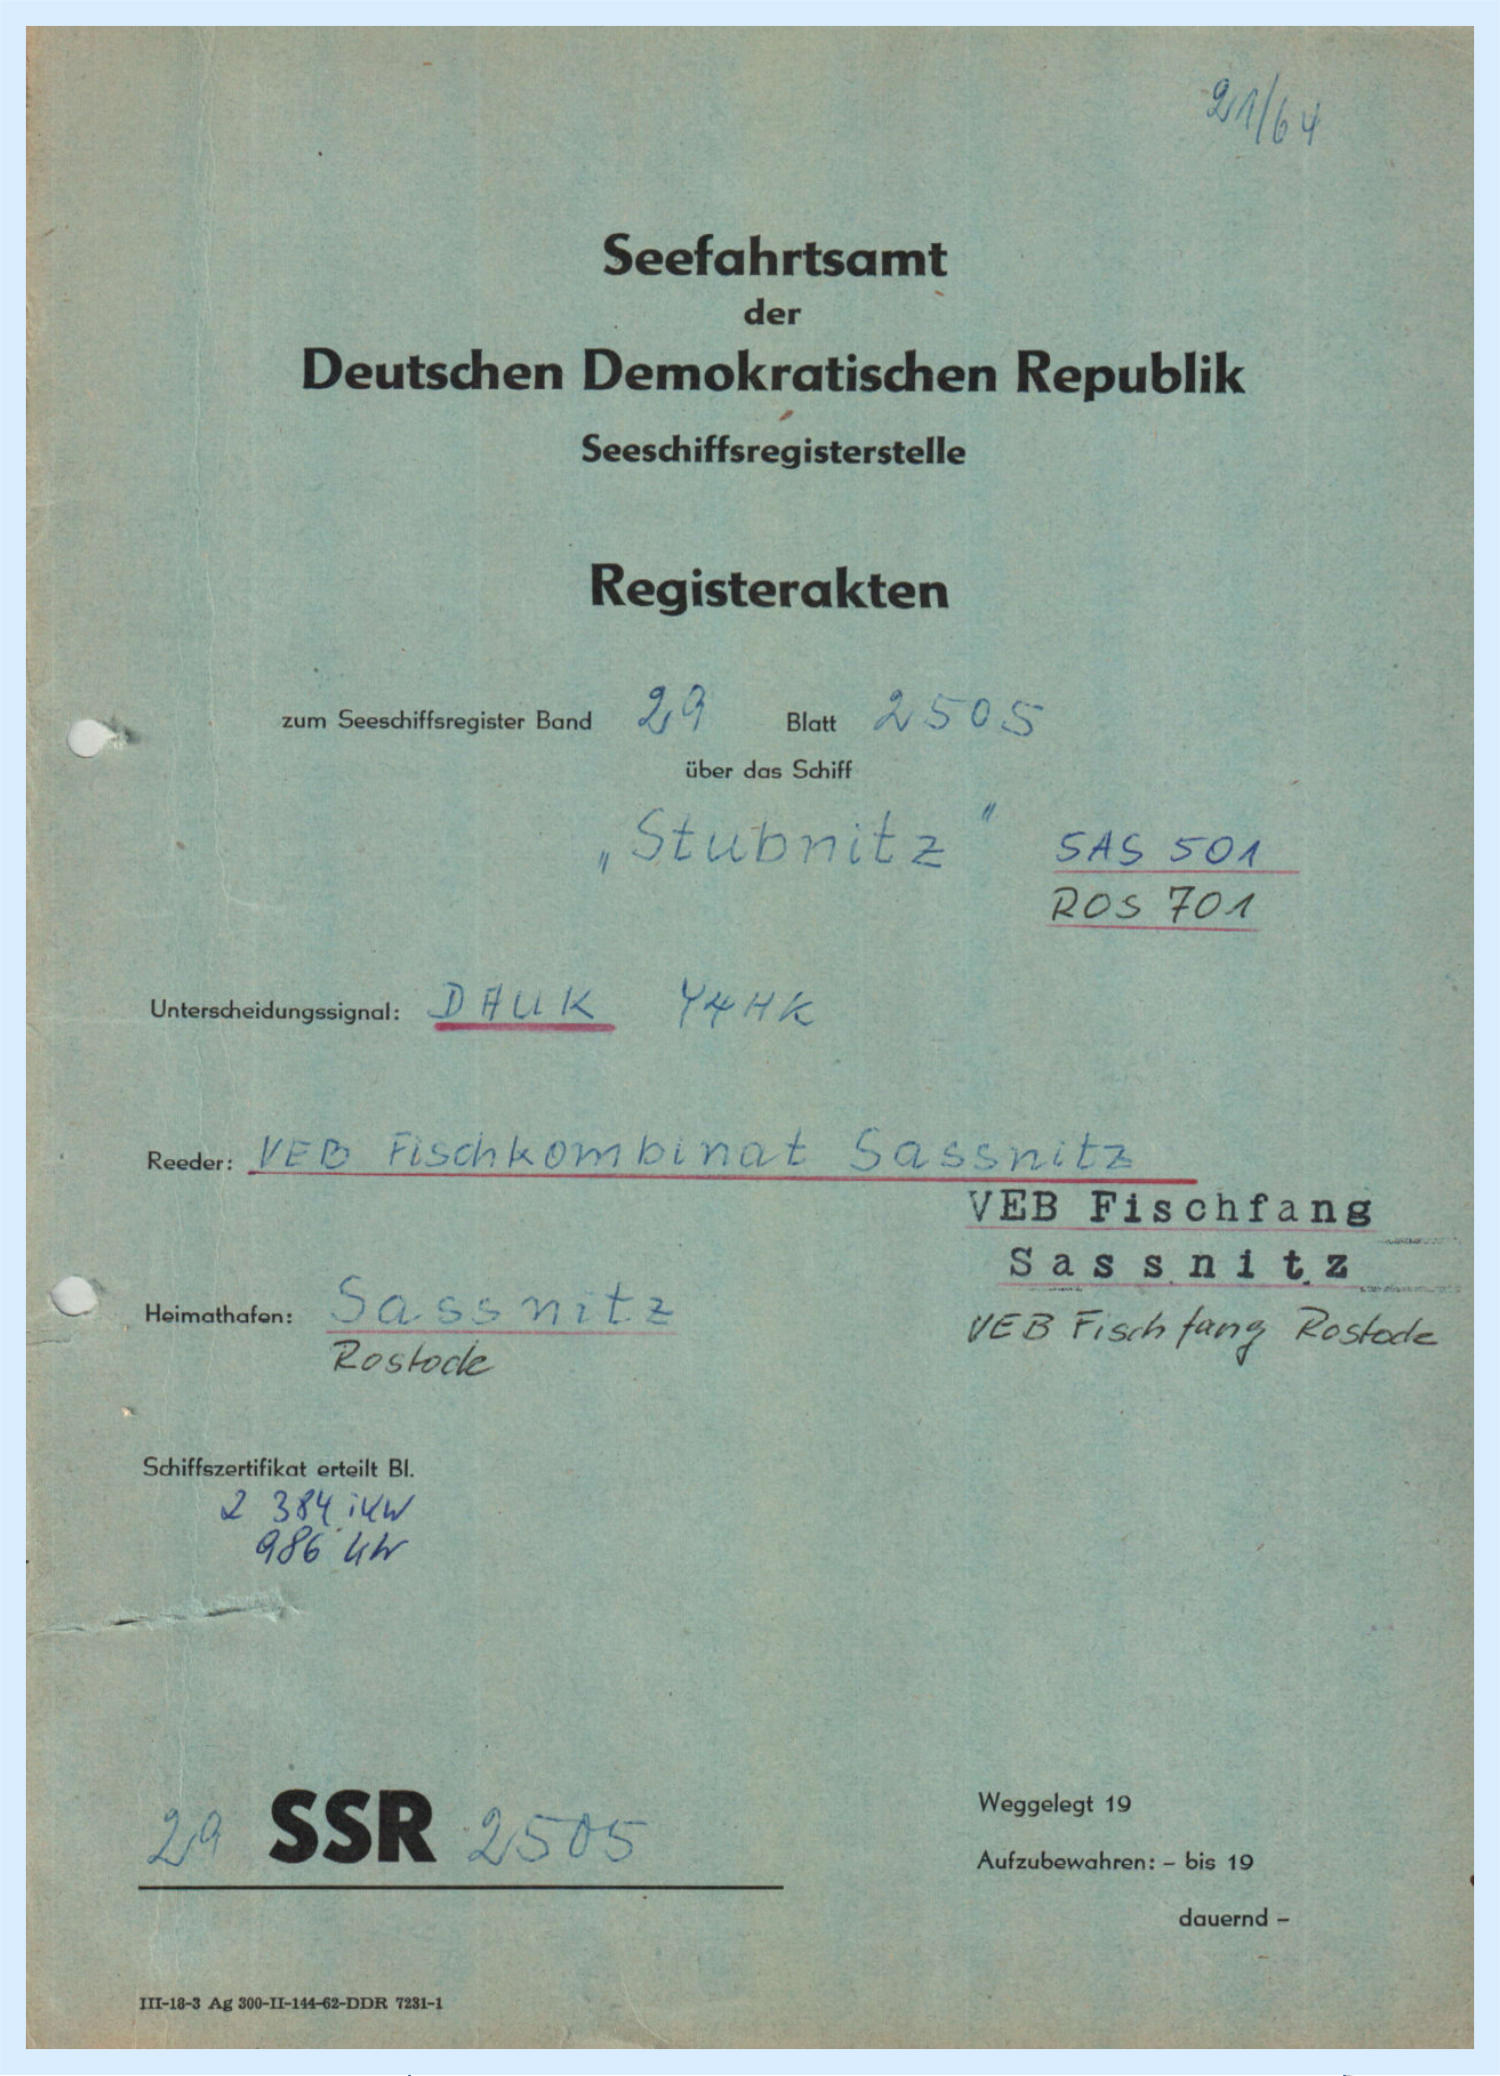 21/64
Seefahrtsamt
der
Deutschen Demokratischen Republik
Seeschiffsregisterstelle
Registerakten
zum Seeschiffsregister Band 29 Blatt 2505
über das Schiff
„Stubnitz" SAS 501
ROS 701
Unterscheidungssignal: DAUK Y4HK
Reeder: VEB Fischkombinat Sassnitz
VEB Fischfang
Sassnitz
VEB Fischfang Rostock
Heimathafen: Sassnitz
Rostock
Schiffszertifikat erteilt Bl.
2 384
986
29 SSR 2505
Weggelegt 19
Aufzubewahren: – bis 19
dauernd –
III-18-3 Ag 300-II-144-62-DDR 7231-1